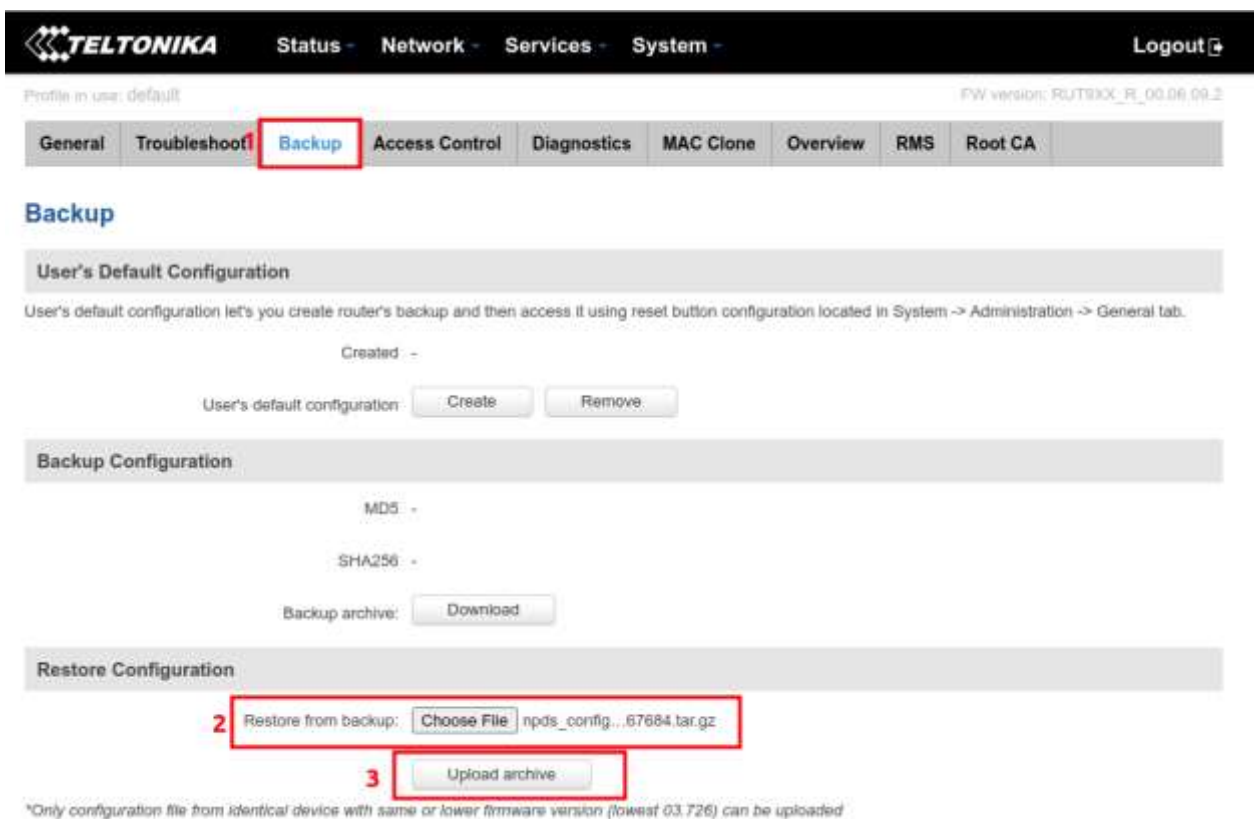 TELTONIKA Status Network Services System Logout
Profile in use: default FW version: RUT9XX_R_00.06.09.2
General Troubleshoot 1 Backup Access Control Diagnostics MAC Clone Overview RMS Root CA
Backup
User's Default Configuration
User's default configuration let's you create router's backup and then access it using reset button configuration located in System -> Administration -> General tab.
Created -
User's default configuration Create Remove
Backup Configuration
MD5 -
SHA256 -
Backup archive: Download
Restore Configuration
2 Restore from backup: Choose File npds_config...67684.tar.gz
3 Upload archive
*Only configuration file from identical device with same or lower firmware version (lowest 03.726) can be uploaded